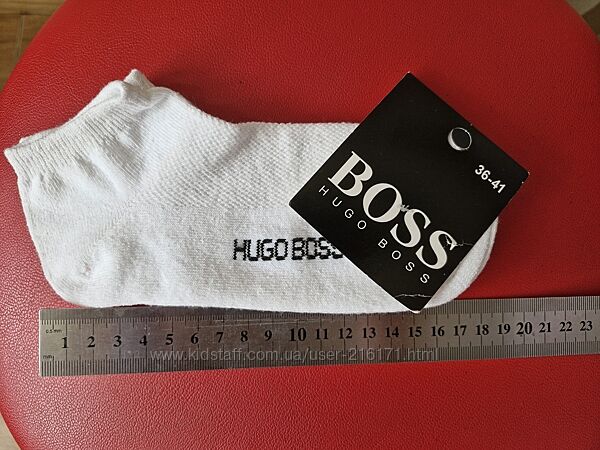 36-41
BOSS
HUGO BOSS
HUGO BOSS
0,5 mm
1 2 3 4 5 6 7 8 9 10 11 12 13 14 15 16 17 18 19 20 21 22 23
mm
www.kidstaff.com.ua/user-216171.html